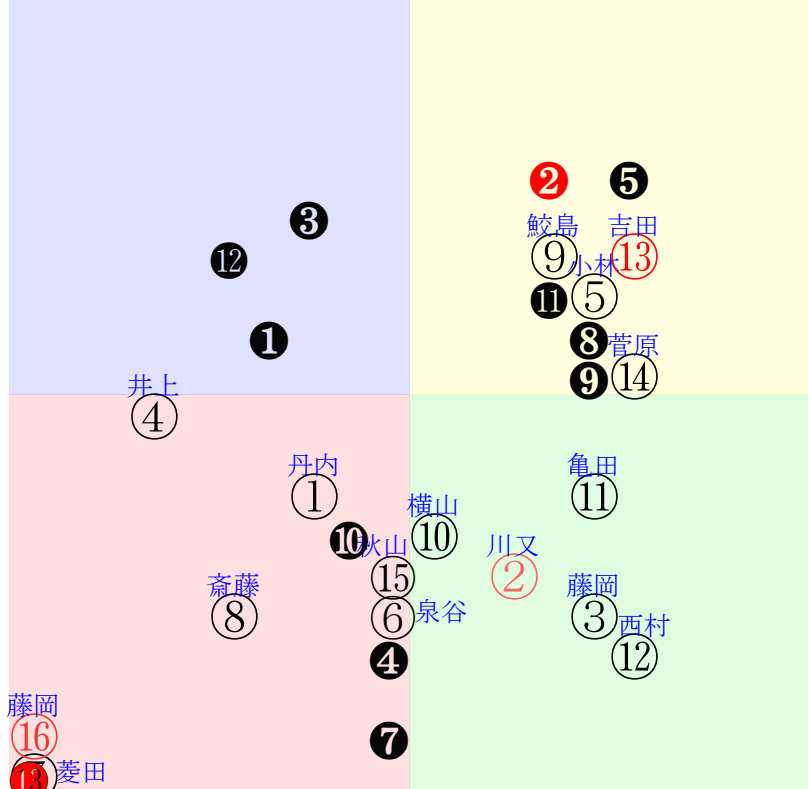 ❷ ❺
❸ 鮫島 吉田
⓬ ⑨ 小林 ⑬
⓫ ⑤
❶ ❽ 菅原
❾ ⑭
井上
④
丹内 亀田
① 横山 ⑪
❿ 秋山 ⑩ 川又
⑮ ②
斎藤 藤岡
⑧ ⑥ 泉谷 ③ 西村
❹ ⑫
藤岡
⑯ ❼
⓭ 菱田